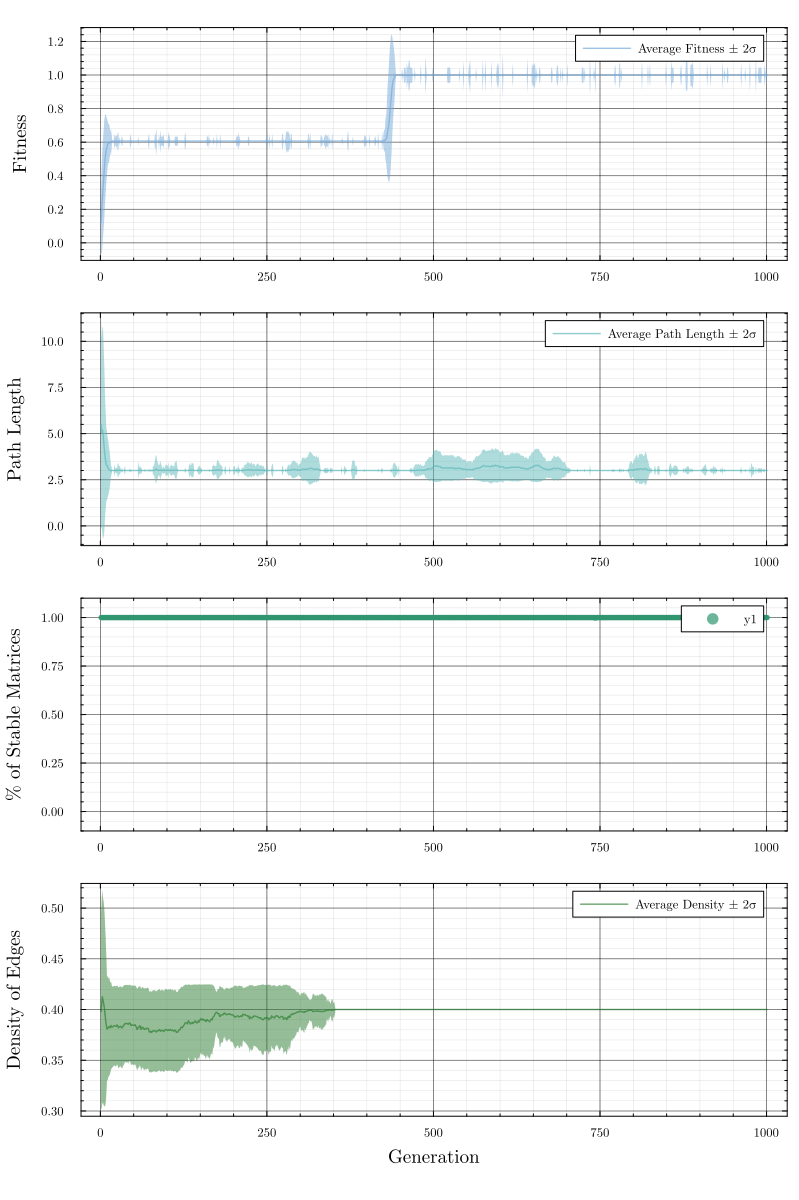 Fitness
1.2
1.0
0.8
0.6
0.4
0.2
0.0
Average Fitness ± 2σ
0 250 500 750 1000
Path Length
10.0
7.5
5.0
2.5
0.0
Average Path Length ± 2σ
0 250 500 750 1000
% of Stable Matrices
1.00
0.75
0.50
0.25
0.00
y1
0 250 500 750 1000
Density of Edges
0.50
0.45
0.40
0.35
0.30
Average Density ± 2σ
0 250 500 750 1000
Generation